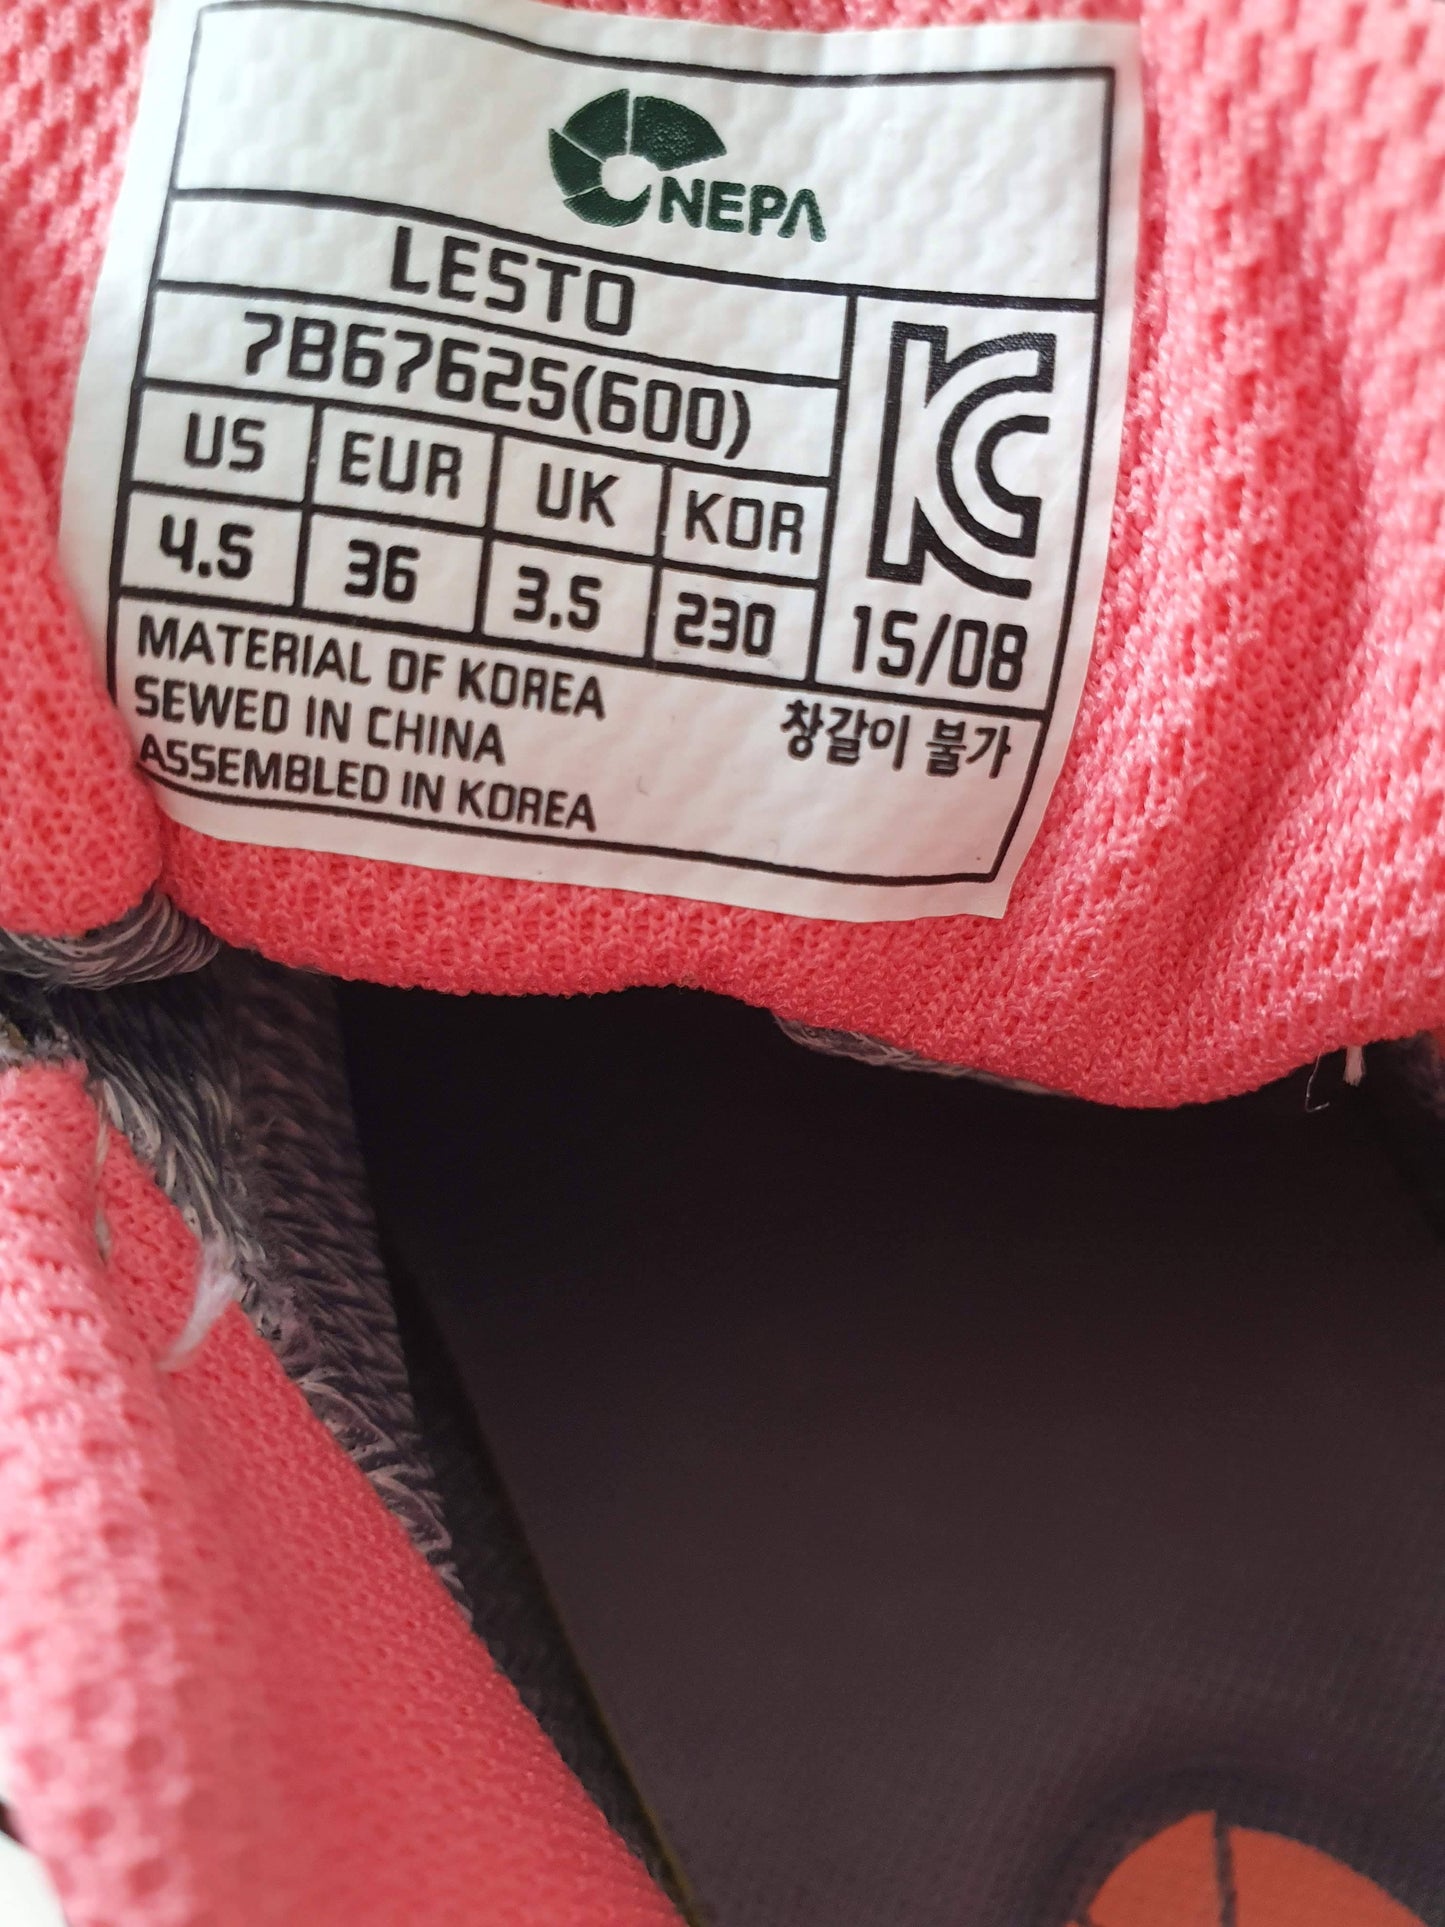 NEPA
LESTO
7B67625(600)
US EUR UK KOR
4.5 36 3.5 230
KC
15/08
MATERIAL OF KOREA
SEWED IN CHINA
ASSEMBLED IN KOREA
창갈이 불가